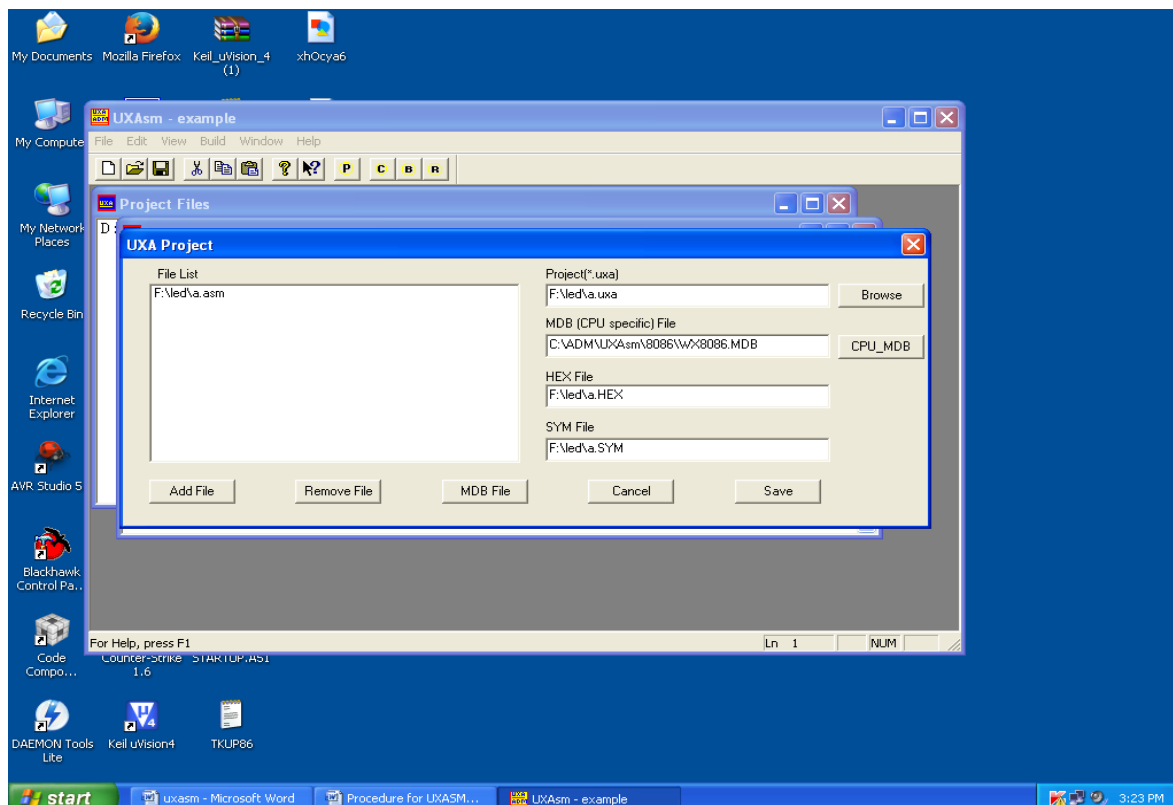 My Documents
Mozilla Firefox
Keil_uVision_4
(1)
xhOcya6
My Compute
UXAsm - example
File Edit View Build Window Help
P C B R
My Network
Places
Project Files
D:
UXA Project
File List
F:\led\a.asm
Project(*.uxa)
F:\led\a.uxa
Browse
MDB (CPU specific) File
C:\ADM\UXAsm\8086\WX8086.MDB
CPU_MDB
HEX File
F:\led\a.HEX
SYM File
F:\led\a.SYM
Add File
Remove File
MDB File
Cancel
Save
Recycle Bin
Internet
Explorer
AVR Studio 5
Blackhawk
Control Pa..
For Help, press F1
Ln 1
NUM
Code
Compo...
Counter-Strike
1.6
STARTUP.A51
DAEMON Tools
Lite
Keil uVision4
TKUP86
start
uxasm - Microsoft Word
Procedure for UXASM...
UXAsm - example
3:23 PM